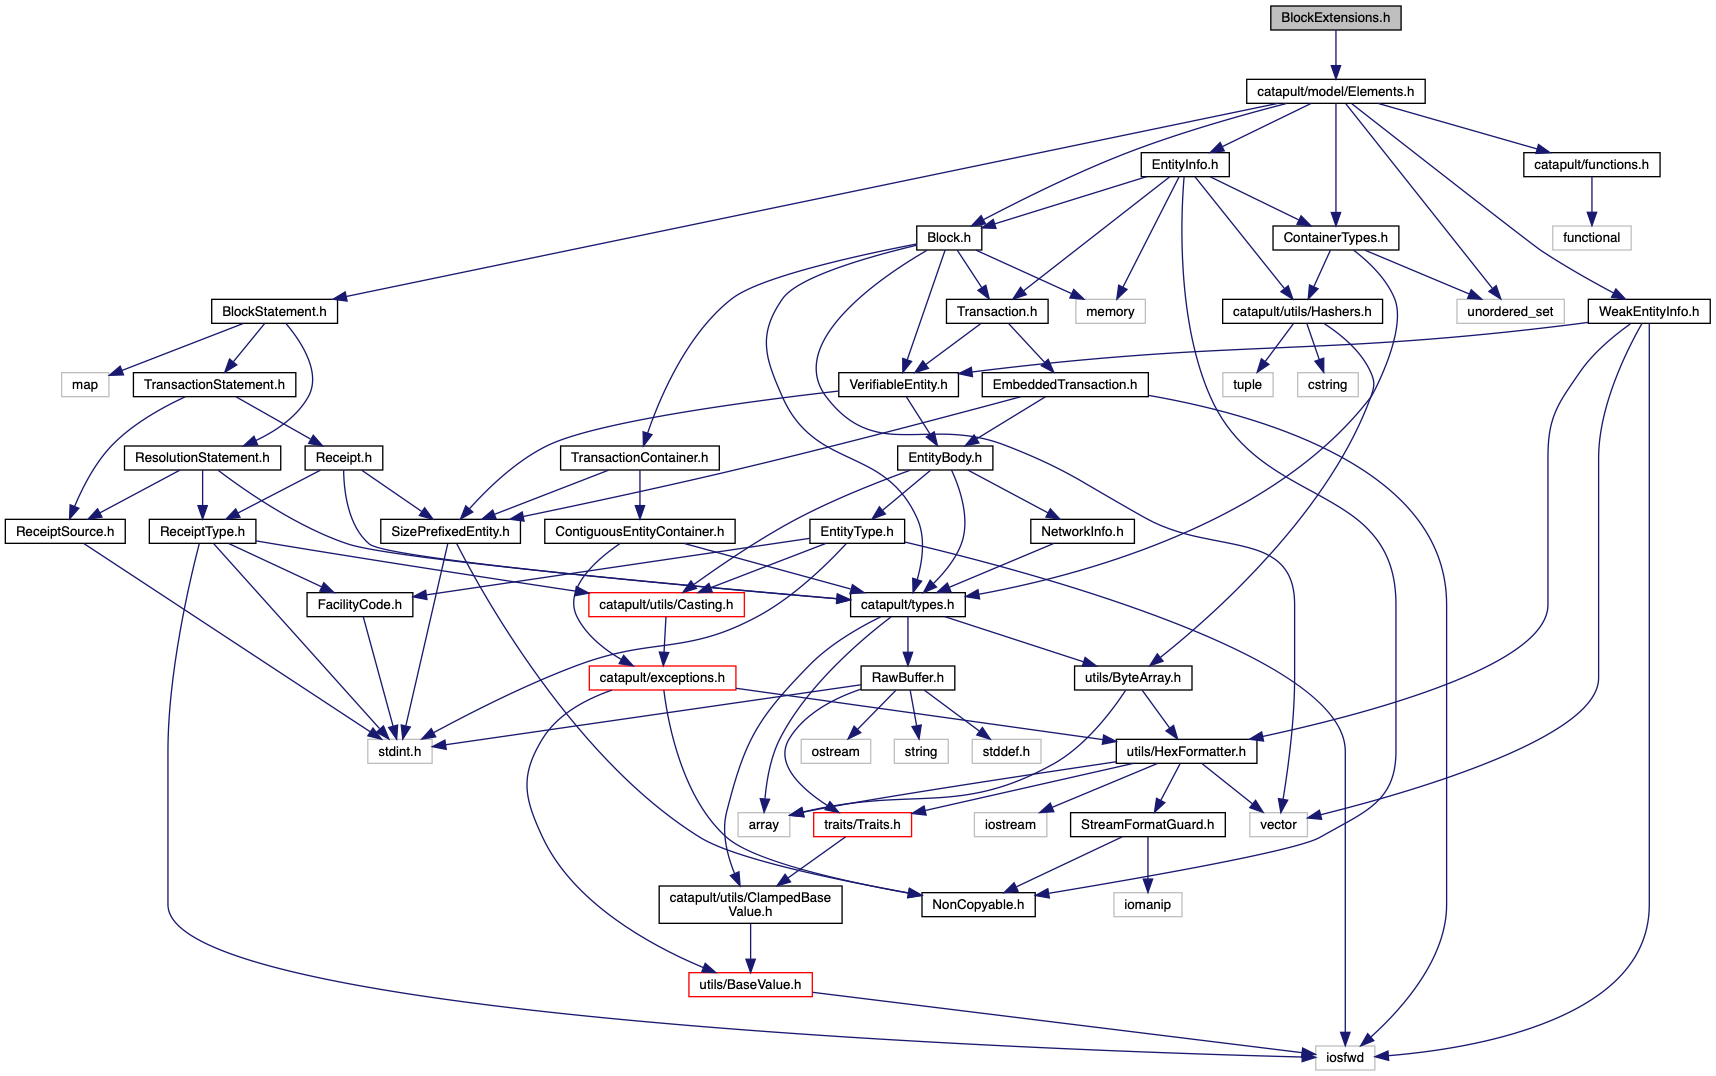 BlockExtensions.h
catapult/model/Elements.h
EntityInfo.h
catapult/functions.h
Block.h
ContainerTypes.h
functional
BlockStatement.h
Transaction.h
memory
catapult/utils/Hashers.h
unordered_set
WeakEntityInfo.h
map
TransactionStatement.h
VerifiableEntity.h
EmbeddedTransaction.h
tuple
cstring
ResolutionStatement.h
Receipt.h
TransactionContainer.h
EntityBody.h
ReceiptSource.h
ReceiptType.h
SizePrefixedEntity.h
ContiguousEntityContainer.h
EntityType.h
NetworkInfo.h
FacilityCode.h
catapult/utils/Casting.h
catapult/types.h
catapult/exceptions.h
RawBuffer.h
utils/ByteArray.h
stdint.h
ostream
string
stddef.h
utils/HexFormatter.h
array
traits/Traits.h
iostream
StreamFormatGuard.h
vector
catapult/utils/ClampedBase
Value.h
NonCopyable.h
iomanip
utils/BaseValue.h
iosfwd